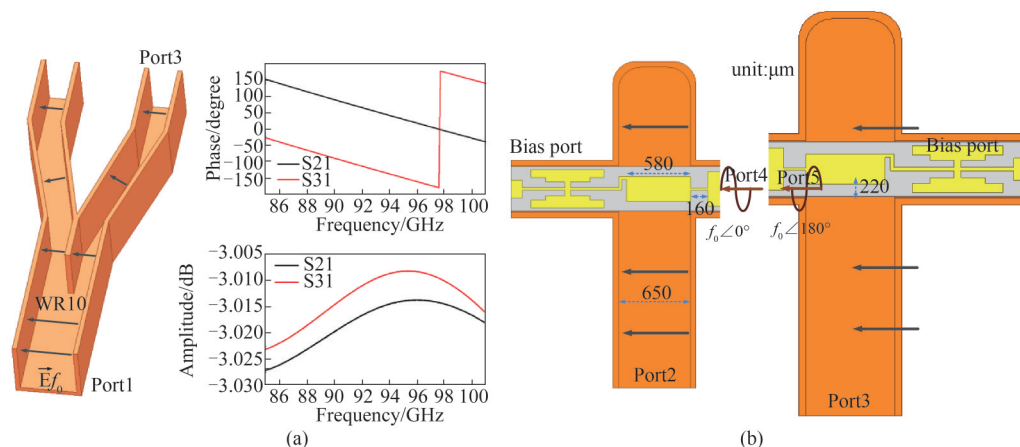 Port3
WR10
E⃗f₀
Port1
Phase/degree
150
100
50
0
−50
−100
−150
S21
S31
86 88 90 92 94 96 98 100
Frequency/GHz
Amplitude/dB
−3.005
−3.010
−3.015
−3.020
−3.025
−3.030
S21
S31
86 88 90 92 94 96 98 100
Frequency/GHz
(a)
Bias port
580
Port4
160
f₀∠0°
650
Port2
unit:μm
Bias port
Port5
220
f₀∠180°
Port3
(b)